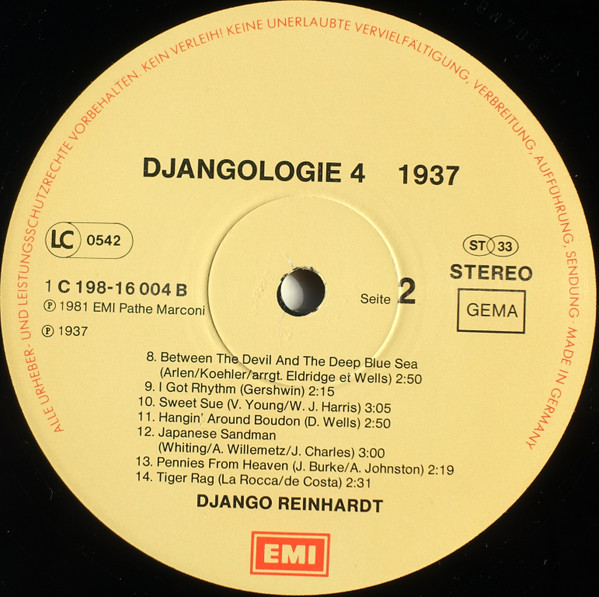 ALLE URHEBER- UND LEISTUNGSSCHUTZRECHTE VORBEHALTEN. KEIN VERLEIH! KEINE UNERLAUBTE VERVIELFÄLTIGUNG, VERBREITUNG, AUFFÜHRUNG, SENDUNG MADE IN GERMANY
DJANGOLOGIE 4 1937
LC 0542
ST 33
STEREO
GEMA
1 C 198-16 004 B
℗ 1981 EMI Pathe Marconi
℗ 1937
Seite 2
8. Between The Devil And The Deep Blue Sea
(Arlen/Koehler/arrgt. Eldridge et Wells) 2:50
9. I Got Rhythm (Gershwin) 2:15
10. Sweet Sue (V. Young/W. J. Harris) 3:05
11. Hangin' Around Boudon (D. Wells) 2:50
12. Japanese Sandman
(Whiting/A. Willemetz/J. Charles) 3:00
13. Pennies From Heaven (J. Burke/A. Johnston) 2:19
14. Tiger Rag (La Rocca/de Costa) 2:31
DJANGO REINHARDT
EMI